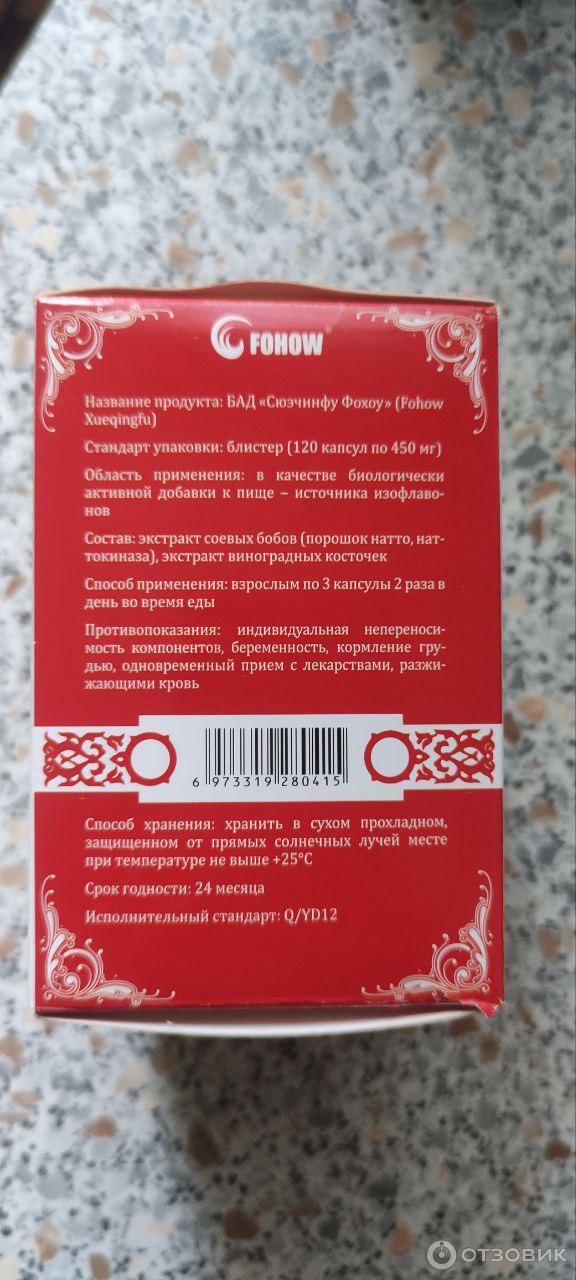 FOHOW
Название продукта: БАД «Сюэчинфу Фохоу» (Fohow
Xueqingfu)
Стандарт упаковки: блистер (120 капсул по 450 мг)
Область применения: в качестве биологически
активной добавки к пище – источника изофлаво-
нов
Состав: экстракт соевых бобов (порошок натто, нат-
токиназа), экстракт виноградных косточек
Способ применения: взрослым по 3 капсулы 2 раза в
день во время еды
Противопоказания: индивидуальная непереноси-
мость компонентов, беременность, кормление гру-
дью, одновременный прием с лекарствами, разжи-
жающими кровь
6 973319 280415
Способ хранения: хранить в сухом прохладном,
защищенном от прямых солнечных лучей месте
при температуре не выше +25°C
Срок годности: 24 месяца
Исполнительный стандарт: Q/YD12
ОТЗОВИК